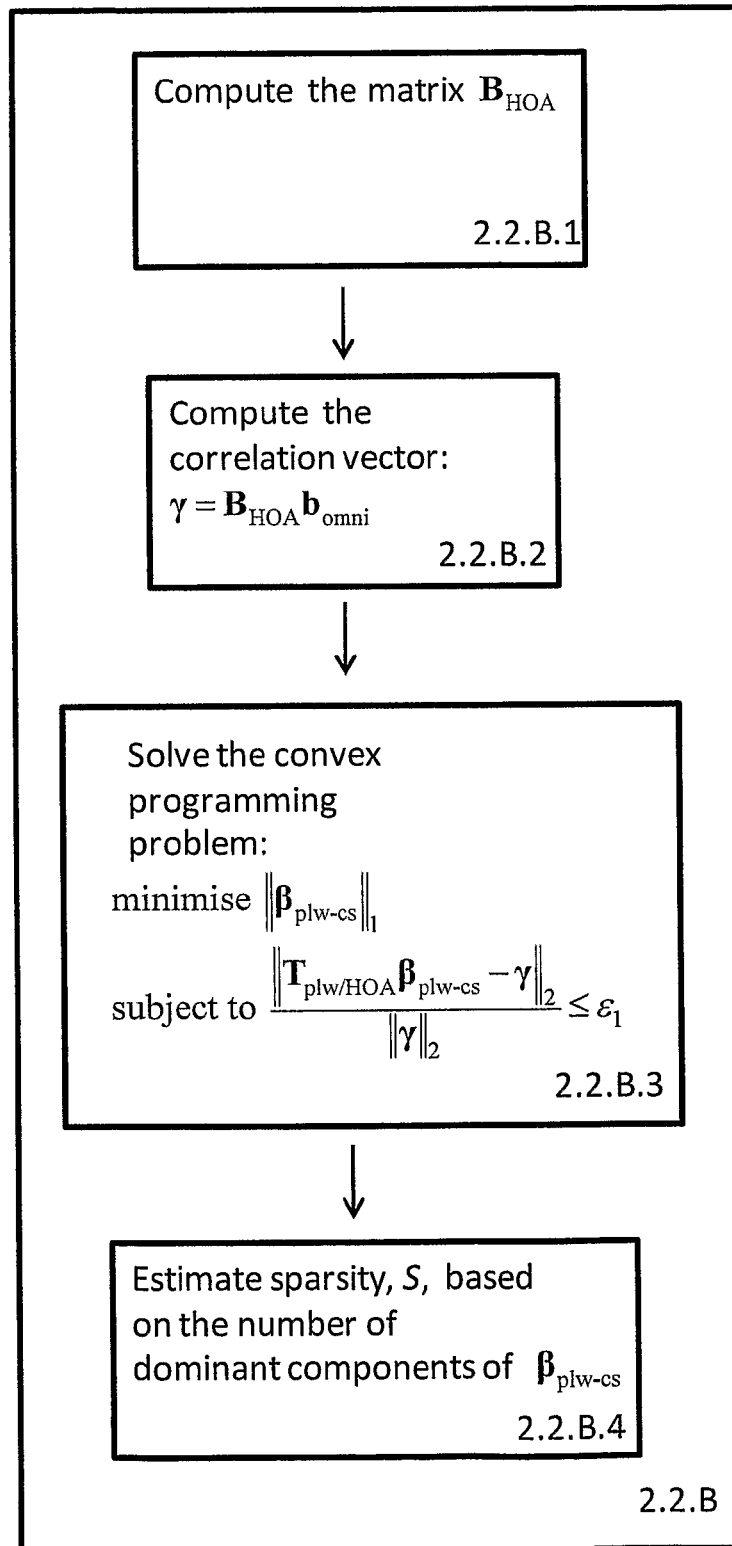 Compute the matrix B_HOA
2.2.B.1
Compute the
correlation vector:
γ = B_HOA b_omni
2.2.B.2
Solve the convex
programming
problem:
minimise ‖β_plw-cs‖_1
subject to ‖T_plw/HOA β_plw-cs − γ‖_2 / ‖γ‖_2 ≤ ε_1
2.2.B.3
Estimate sparsity, S, based
on the number of
dominant components of β_plw-cs
2.2.B.4
2.2.B